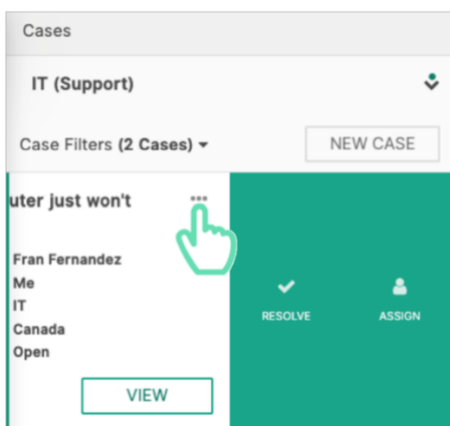 Cases
IT (Support)
Case Filters (2 Cases)
NEW CASE
uter just won't
Fran Fernandez
Me
IT
Canada
Open
RESOLVE
ASSIGN
VIEW